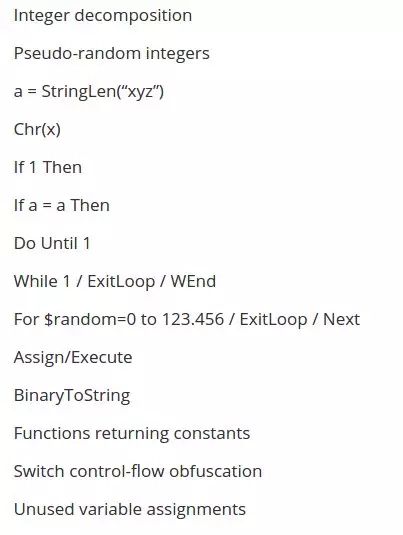 Integer decomposition
Pseudo-random integers
a = StringLen(“xyz”)
Chr(x)
If 1 Then
If a = a Then
Do Until 1
While 1 / ExitLoop / WEnd
For $random=0 to 123.456 / ExitLoop / Next
Assign/Execute
BinaryToString
Functions returning constants
Switch control-flow obfuscation
Unused variable assignments